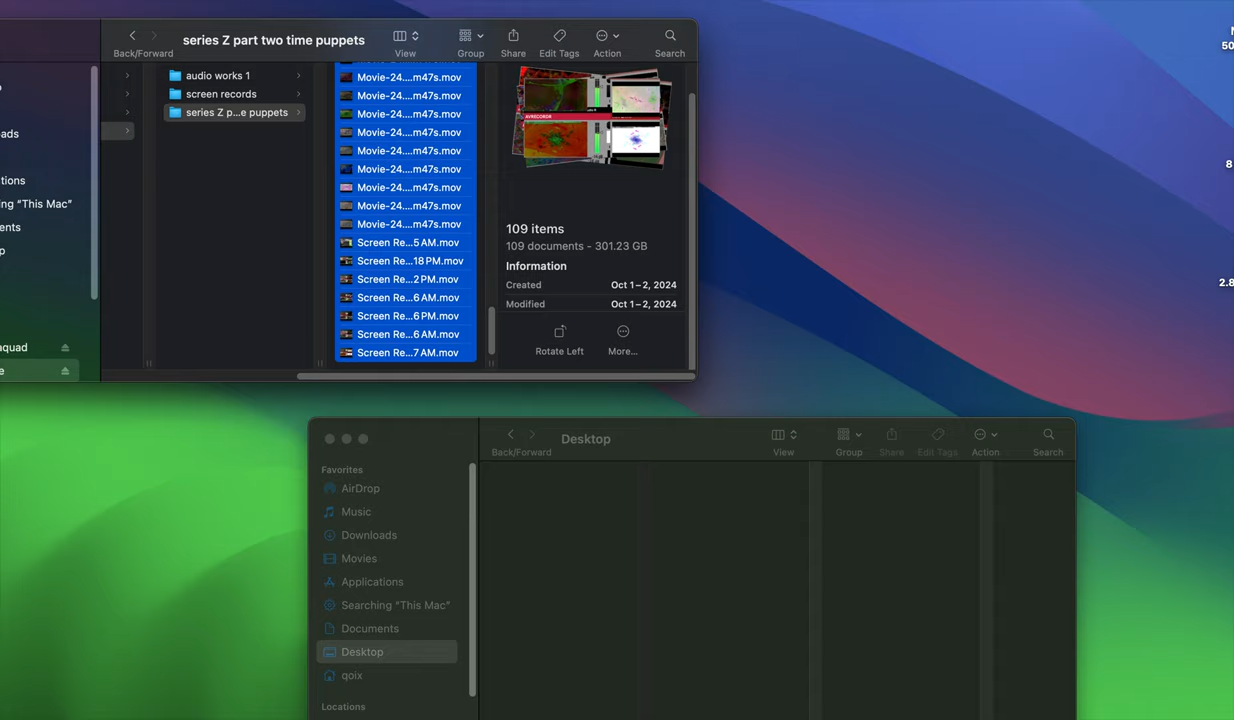 series Z part two time puppets
Back/Forward
View
Group
Share
Edit Tags
Action
Search
audio works 1
screen records
series Z p...e puppets
Movie-24....m47s.mov
Movie-24....m47s.mov
Movie-24....m47s.mov
Movie-24....m47s.mov
Movie-24....m47s.mov
Movie-24....m47s.mov
Movie-24....m47s.mov
Movie-24....m47s.mov
Movie-24....m47s.mov
Screen Re...5 AM.mov
Screen Re...18 PM.mov
Screen Re...2 PM.mov
Screen Re...6 AM.mov
Screen Re...6 PM.mov
Screen Re...6 AM.mov
Screen Re...7 AM.mov
AVRECORDR
109 items
109 documents - 301.23 GB
Information
Created Oct 1–2, 2024
Modified Oct 1–2, 2024
Rotate Left
More...
ads
tions
ng “This Mac”
ents
p
aquad
e
50
8
2.8
Desktop
Back/Forward
View
Group
Share
Edit Tags
Action
Search
Favorites
AirDrop
Music
Downloads
Movies
Applications
Searching “This Mac”
Documents
Desktop
qoix
Locations